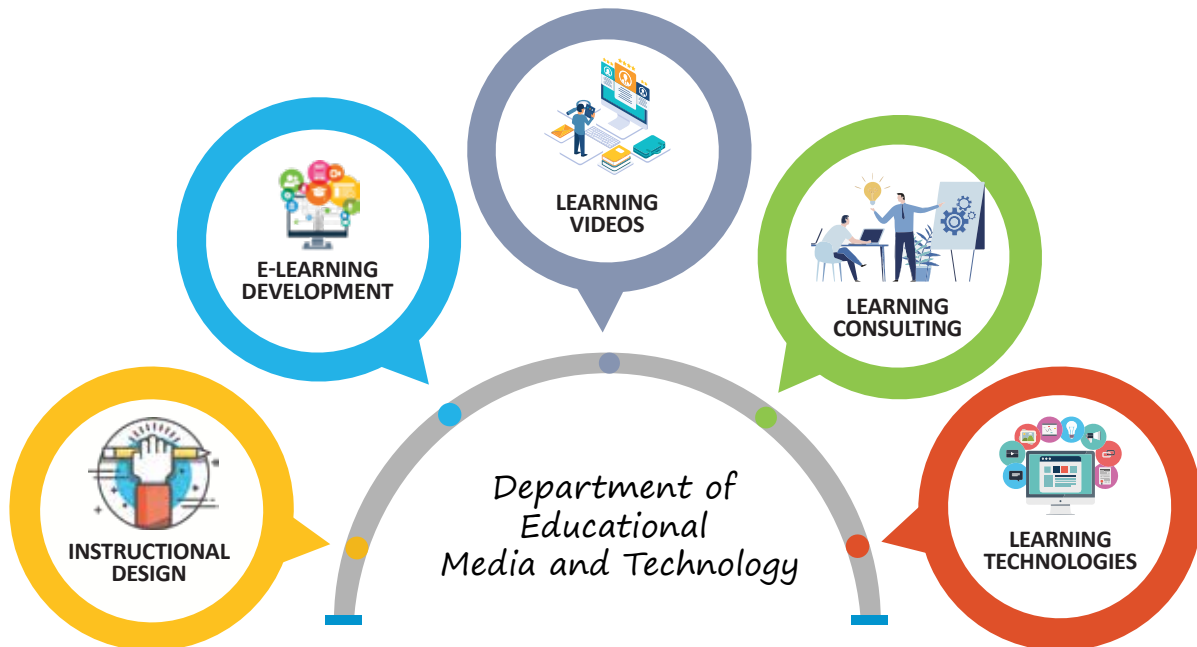 LEARNING
VIDEOS
E-LEARNING
DEVELOPMENT
LEARNING
CONSULTING
INSTRUCTIONAL
DESIGN
Department of
Educational
Media and Technology
LEARNING
TECHNOLOGIES